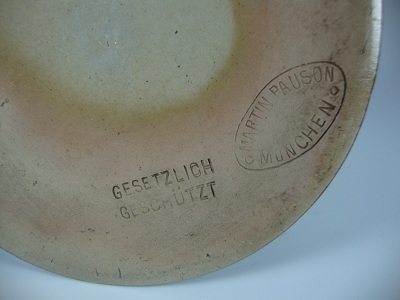 MARTIN PAUSON
MÜNCHEN
GESETZLICH
GESCHÜTZT